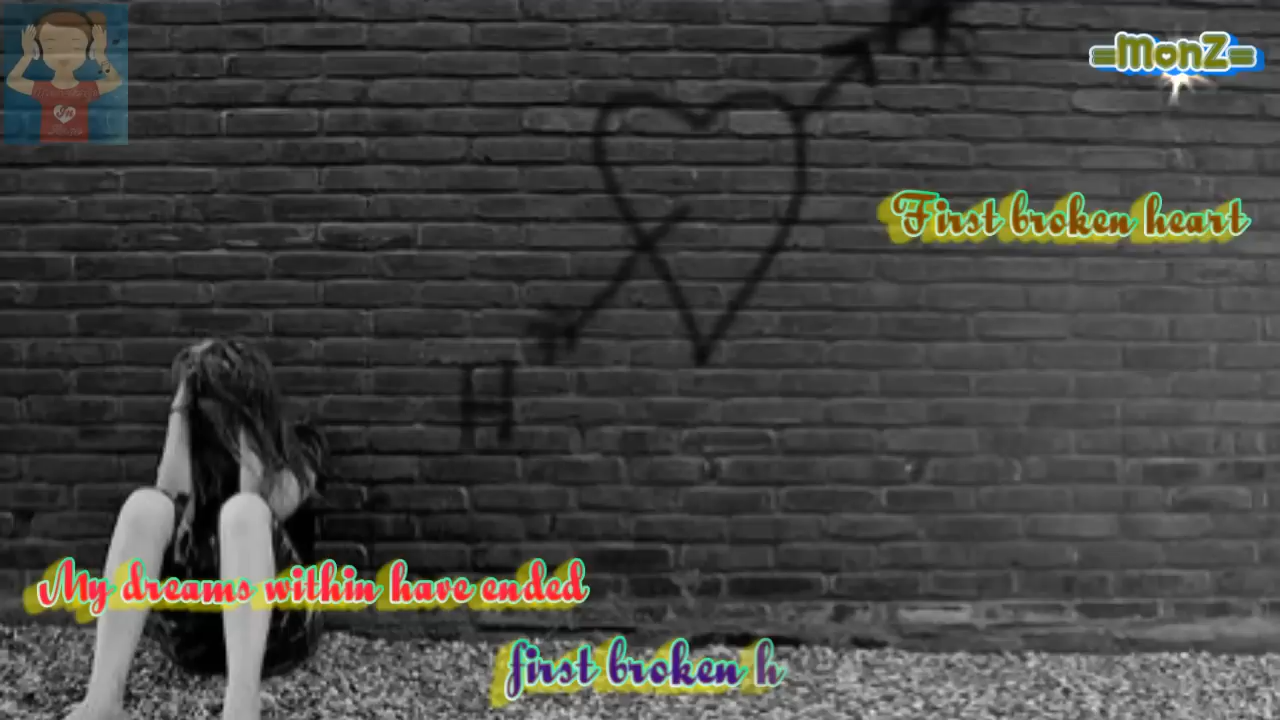 =MonZ=
First broken heart
H
My dreams within have ended
first broken h